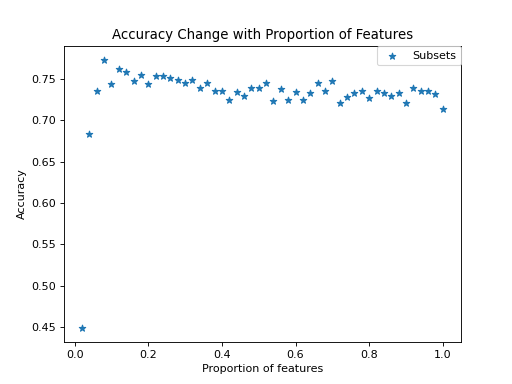 Accuracy Change with Proportion of Features
Subsets
Accuracy
0.75
0.70
0.65
0.60
0.55
0.50
0.45
0.0 0.2 0.4 0.6 0.8 1.0
Proportion of features